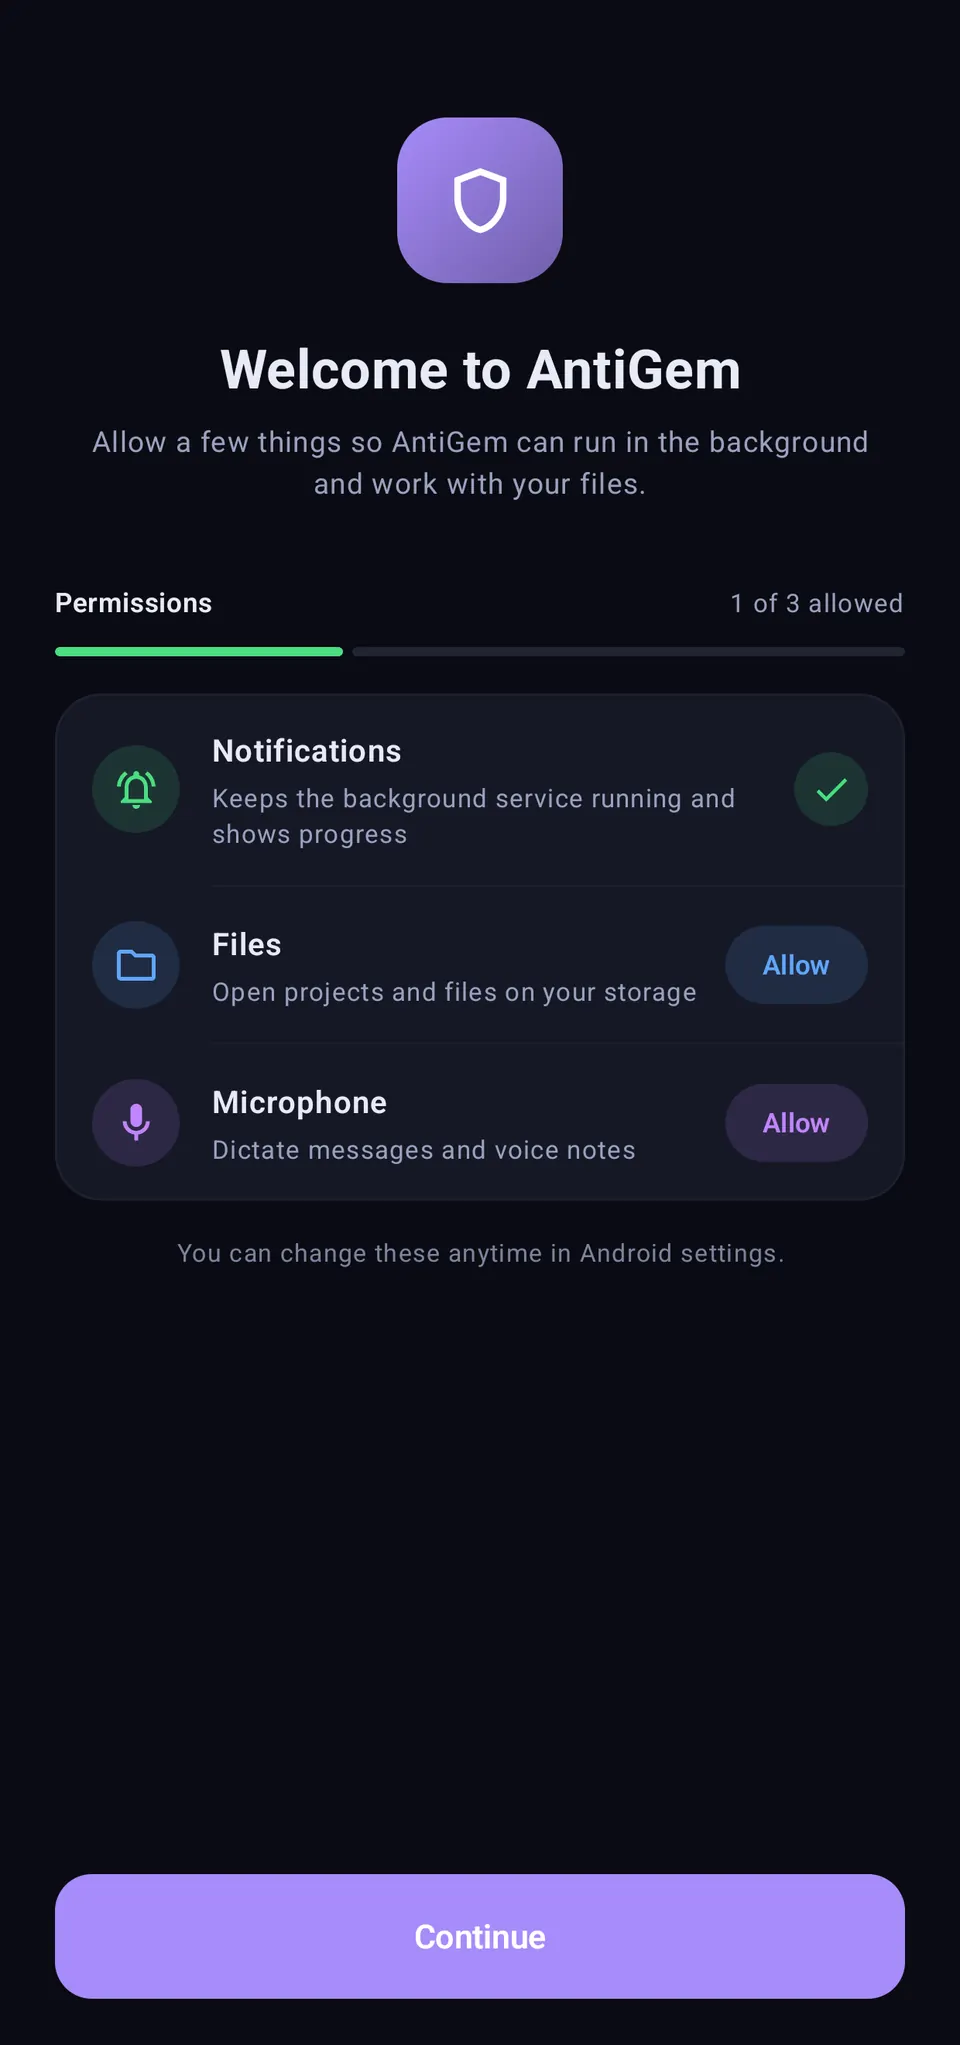 Welcome to AntiGem
Allow a few things so AntiGem can run in the background
and work with your files.
Permissions
1 of 3 allowed
Notifications
Keeps the background service running and
shows progress
Files
Open projects and files on your storage
Allow
Microphone
Dictate messages and voice notes
Allow
You can change these anytime in Android settings.
Continue